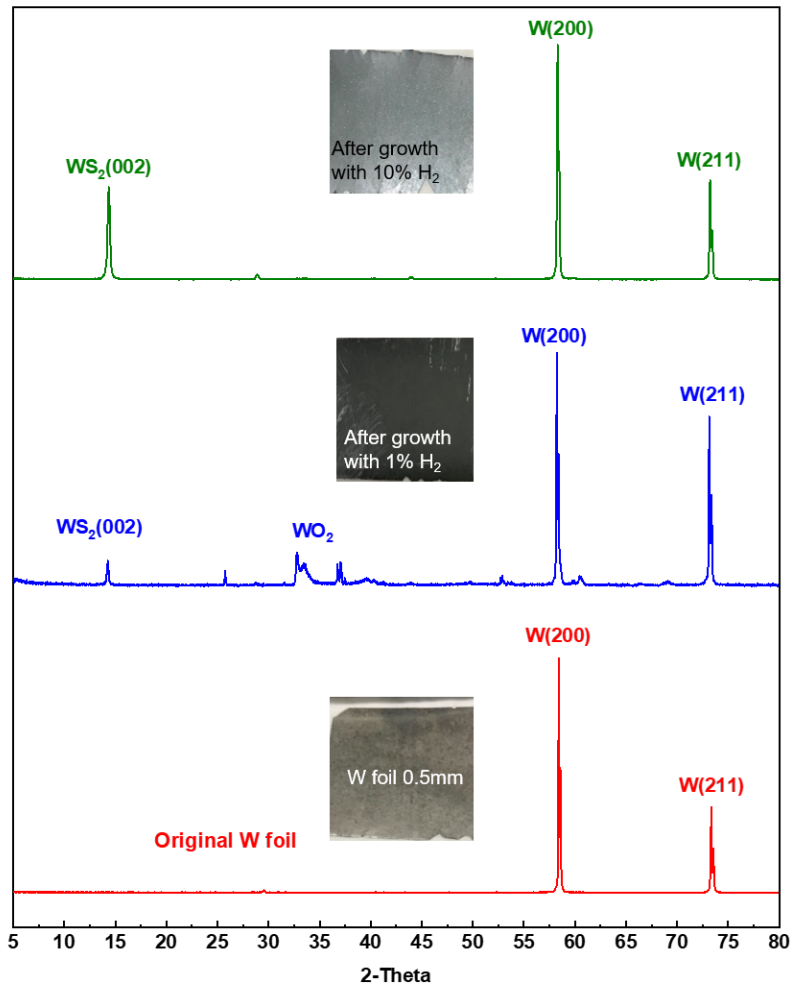 W(200)
After growth
with 10% H₂
WS₂(002)
W(211)
W(200)
W(211)
After growth
with 1% H₂
WS₂(002)
WO₂
W(200)
W foil 0.5mm
W(211)
Original W foil
5 10 15 20 25 30 35 40 45 50 55 60 65 70 75 80
2-Theta